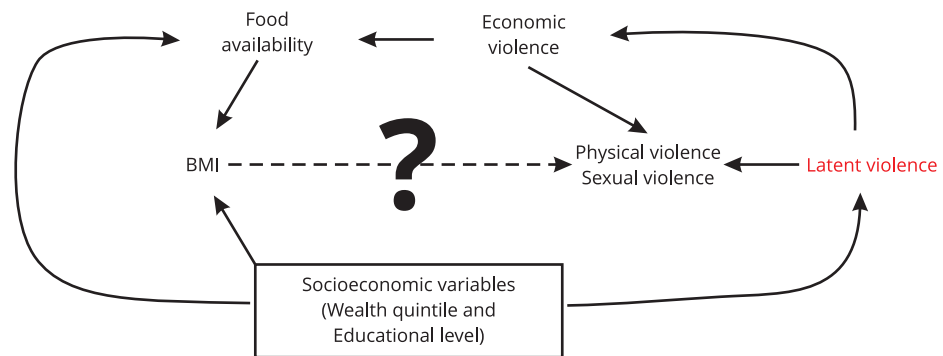 Food
availability
Economic
violence
BMI
?
Physical violence
Sexual violence
Latent violence
Socioeconomic variables
(Wealth quintile and
Educational level)